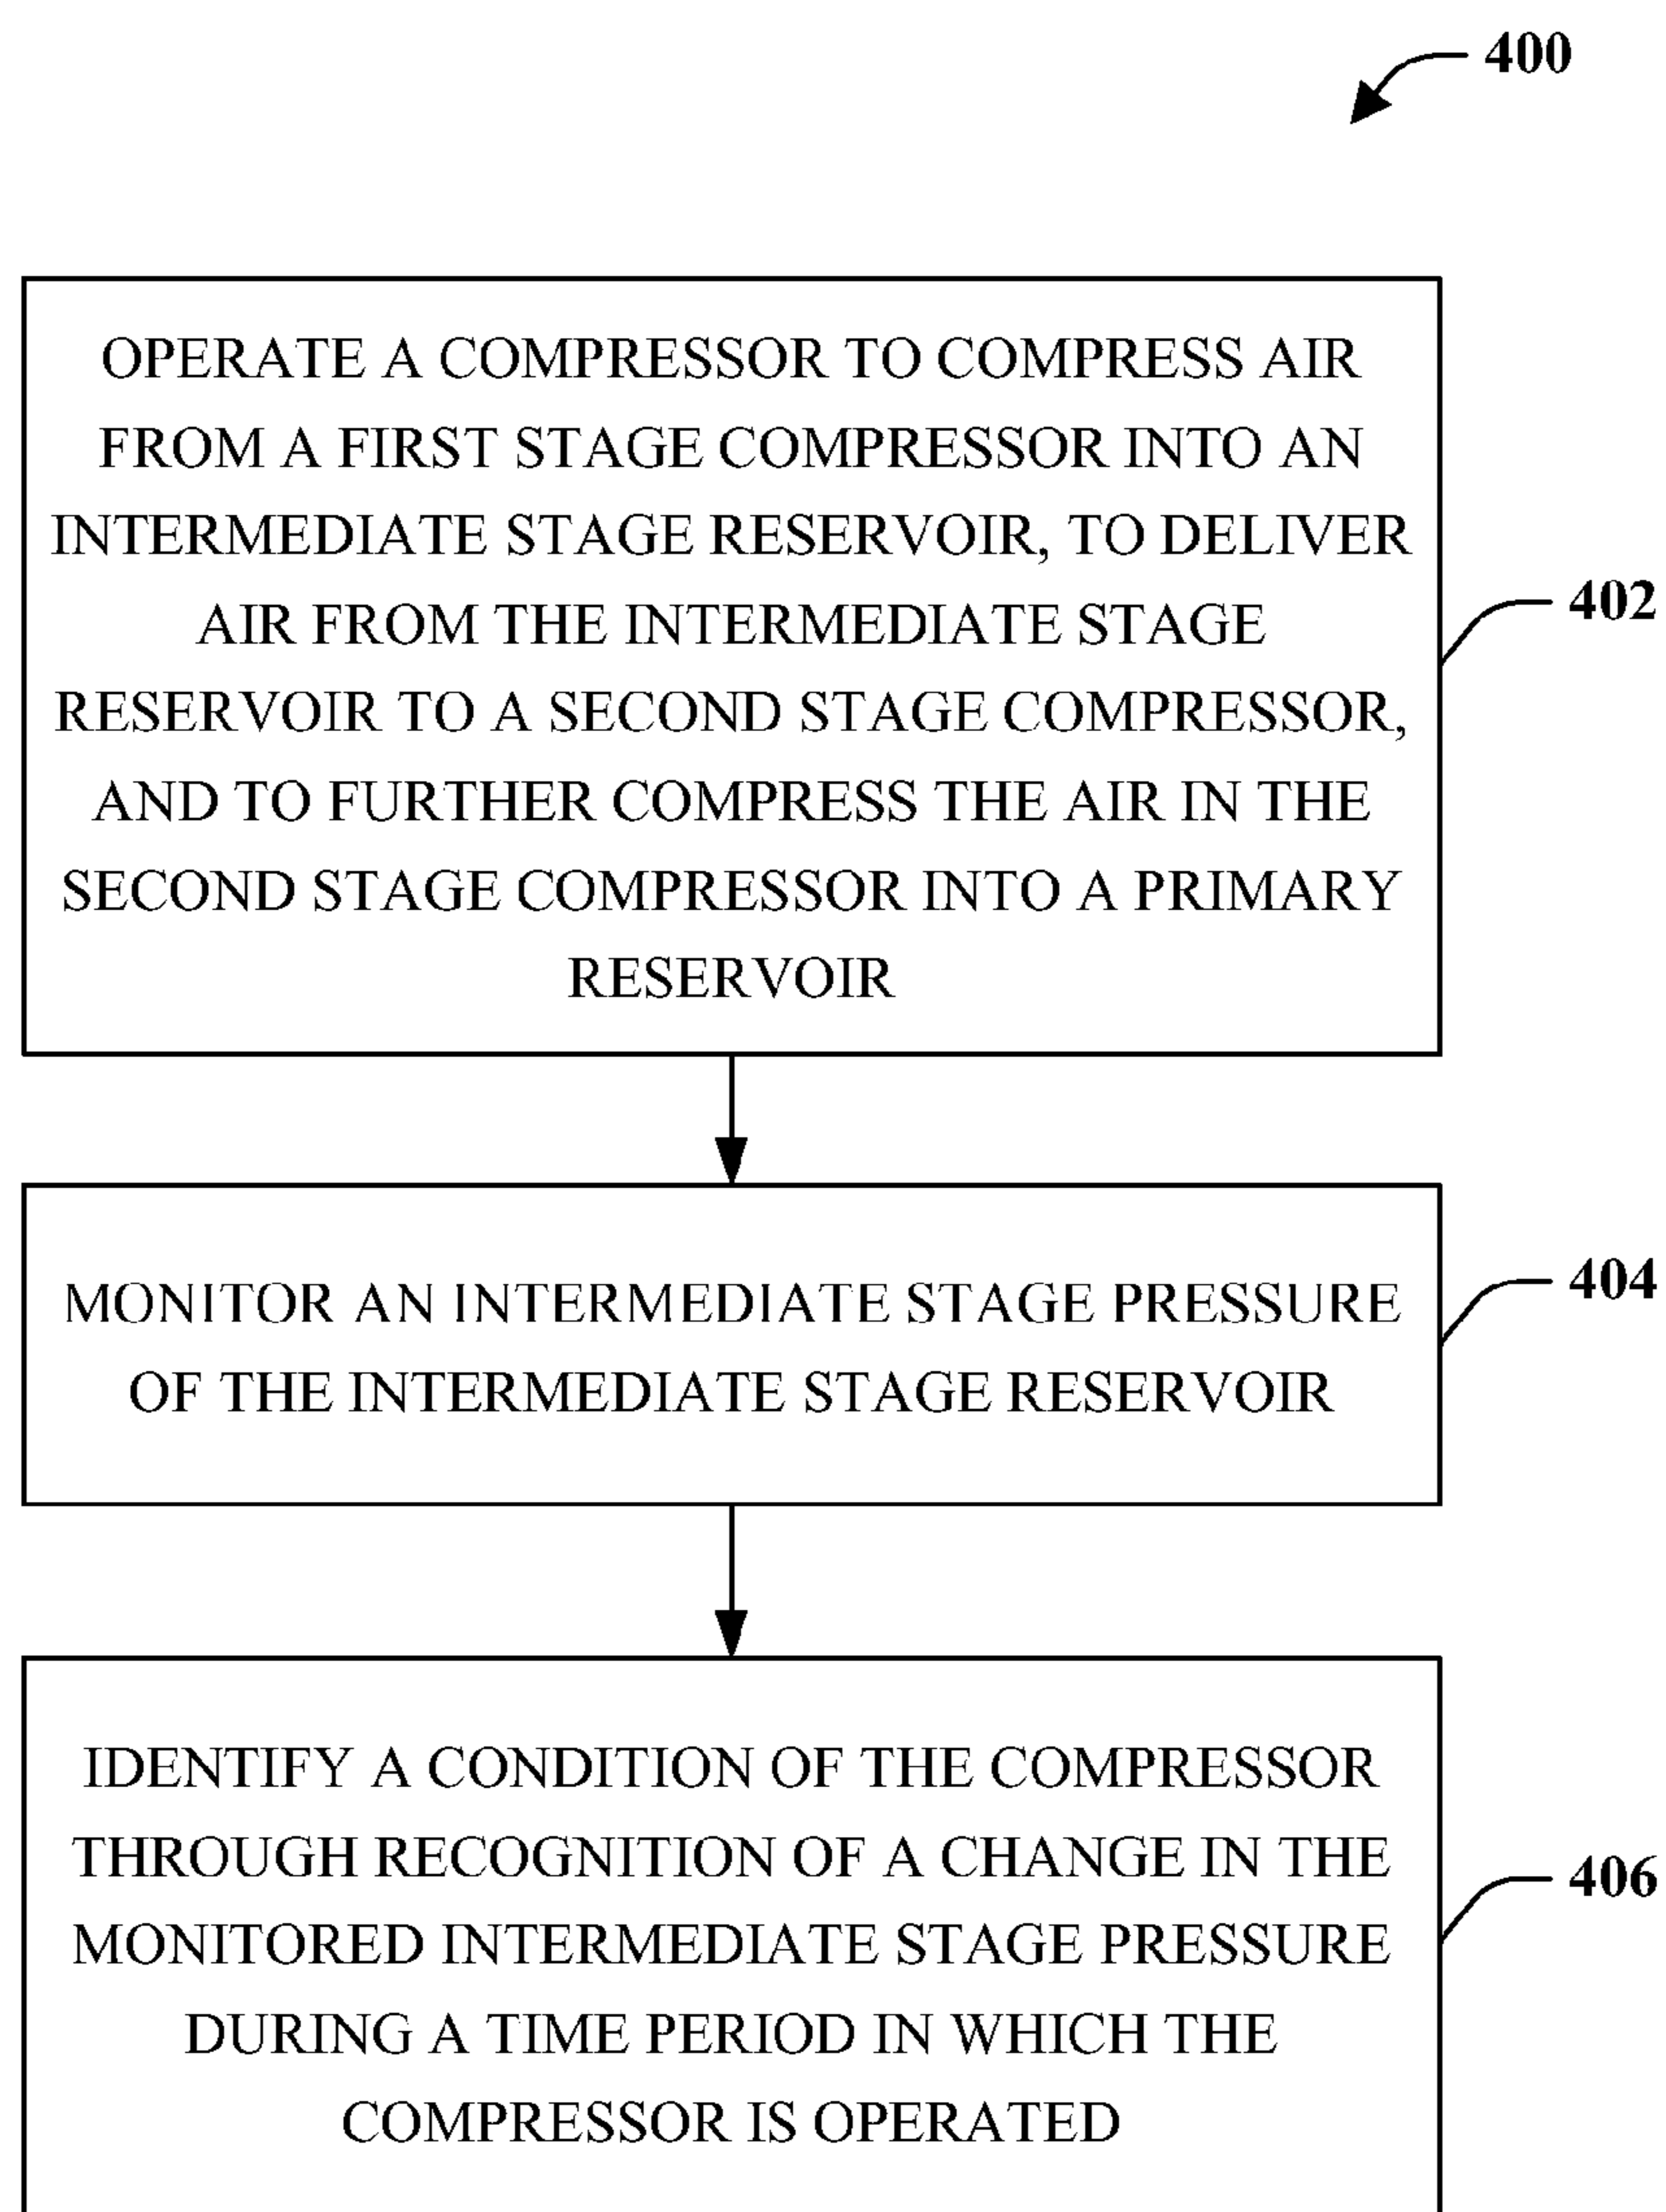 400
OPERATE A COMPRESSOR TO COMPRESS AIR
FROM A FIRST STAGE COMPRESSOR INTO AN
INTERMEDIATE STAGE RESERVOIR, TO DELIVER
AIR FROM THE INTERMEDIATE STAGE
RESERVOIR TO A SECOND STAGE COMPRESSOR,
AND TO FURTHER COMPRESS THE AIR IN THE
SECOND STAGE COMPRESSOR INTO A PRIMARY
RESERVOIR
402
MONITOR AN INTERMEDIATE STAGE PRESSURE
OF THE INTERMEDIATE STAGE RESERVOIR
404
IDENTIFY A CONDITION OF THE COMPRESSOR
THROUGH RECOGNITION OF A CHANGE IN THE
MONITORED INTERMEDIATE STAGE PRESSURE
DURING A TIME PERIOD IN WHICH THE
COMPRESSOR IS OPERATED
406